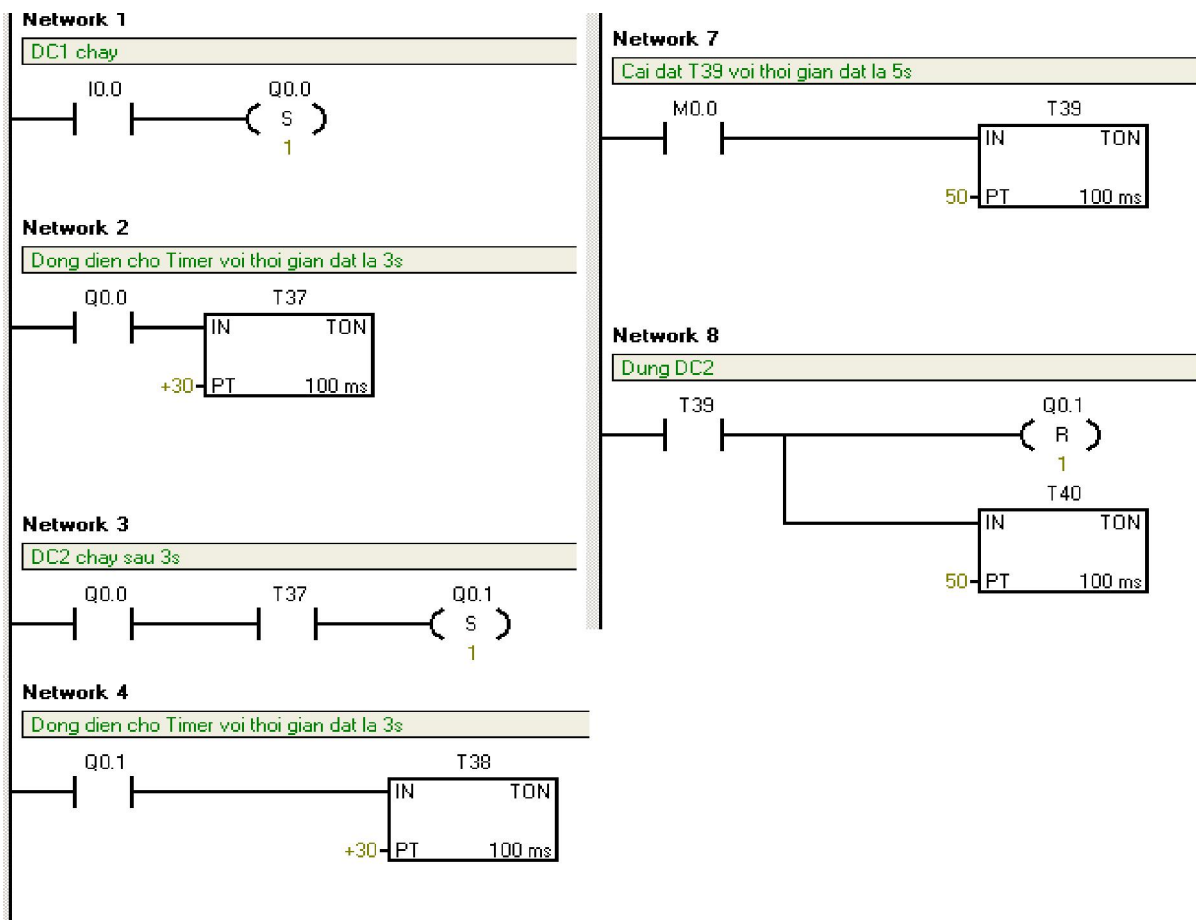 Network 1
DC1 chay
I0.0 Q0.0
S
1
Network 2
Dong dien cho Timer voi thoi gian dat la 3s
Q0.0 T37
IN TON
+30 PT 100 ms
Network 3
DC2 chay sau 3s
Q0.0 T37 Q0.1
S
1
Network 4
Dong dien cho Timer voi thoi gian dat la 3s
Q0.1 T38
IN TON
+30 PT 100 ms
Network 7
Cai dat T39 voi thoi gian dat la 5s
M0.0 T39
IN TON
50 PT 100 ms
Network 8
Dung DC2
T39 Q0.1
R
1
T40
IN TON
50 PT 100 ms